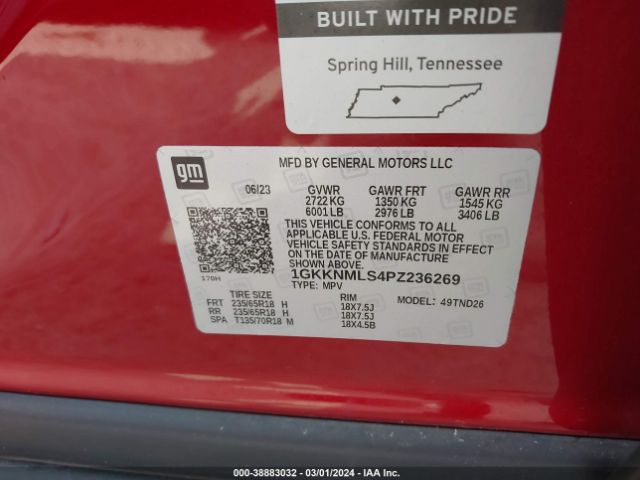 BUILT WITH PRIDE
Spring Hill, Tennessee
gm
MFD BY GENERAL MOTORS LLC
06/23 GVWR GAWR FRT GAWR RR
2722 KG 1350 KG 1545 KG
6001 LB 2976 LB 3406 LB
THIS VEHICLE CONFORMS TO ALL
APPLICABLE U.S. FEDERAL MOTOR
VEHICLE SAFETY STANDARDS IN EFFECT
ON THE DATE OF MANUFACTURE
SHOWN ABOVE.
1GKKNMLS4PZ236269
170H
TYPE: MPV
TIRE SIZE RIM MODEL: 49TND26
FRT 235/65R18 H 18X7.5J
RR 235/65R18 H 18X7.5J
SPA T135/70R18 M 18X4.5B
000-38883032 - 03/01/2024 - IAA Inc.